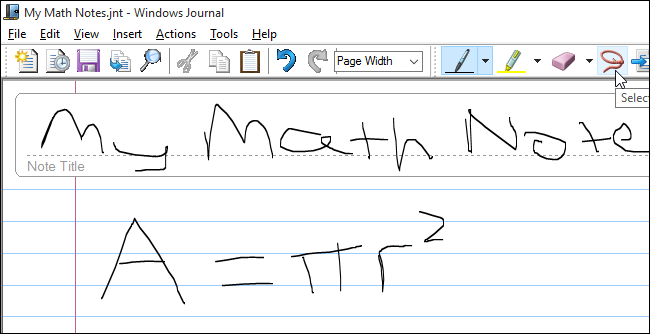 My Math Notes.jnt - Windows Journal
File Edit View Insert Actions Tools Help
Page Width
Selec
My Math Note
Note Title
A = πr²